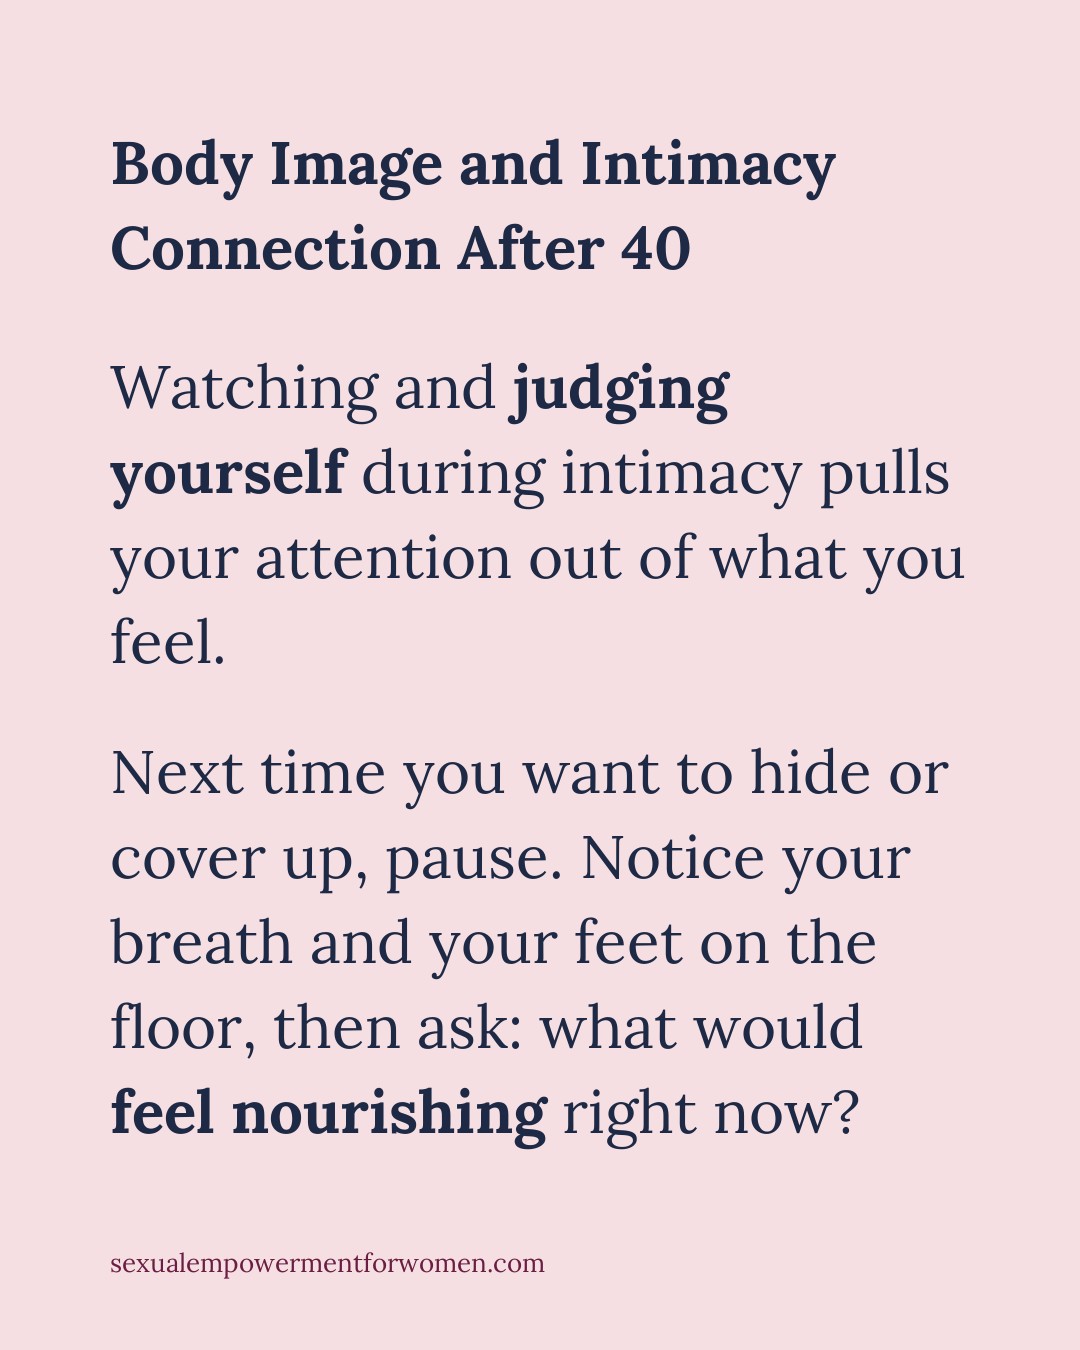 Body Image and Intimacy
Connection After 40
Watching and judging
yourself during intimacy pulls
your attention out of what you
feel.
Next time you want to hide or
cover up, pause. Notice your
breath and your feet on the
floor, then ask: what would
feel nourishing right now?
sexualempowermentforwomen.com